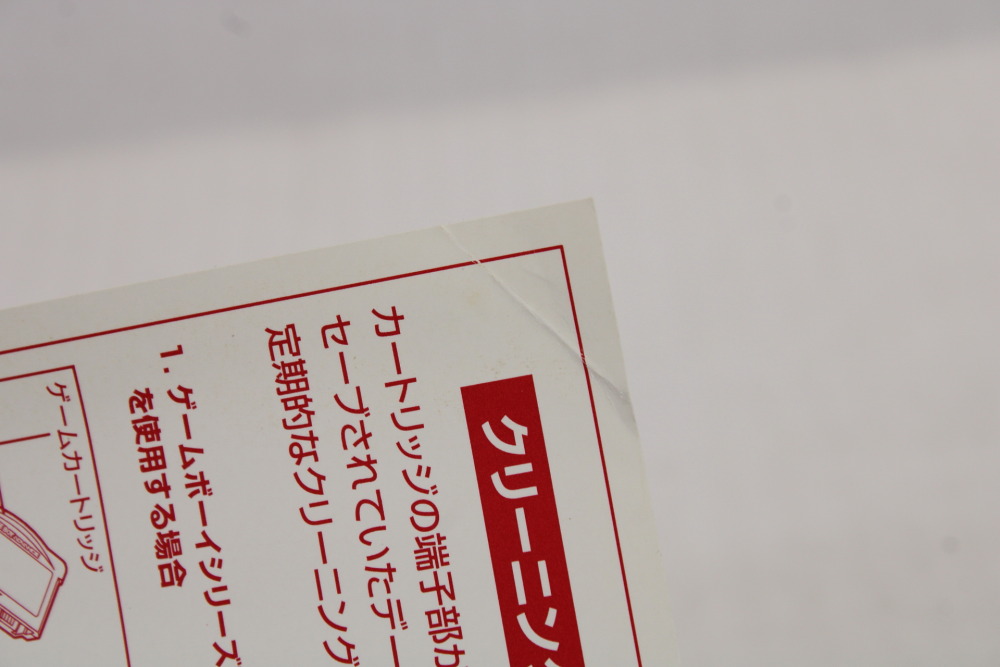 クリーニン
カートリッジの端子部が
セーブされていたデー
定期的なクリーニング
1. ゲームボーイシリーズ
を使用する場合
ゲームカートリッジ